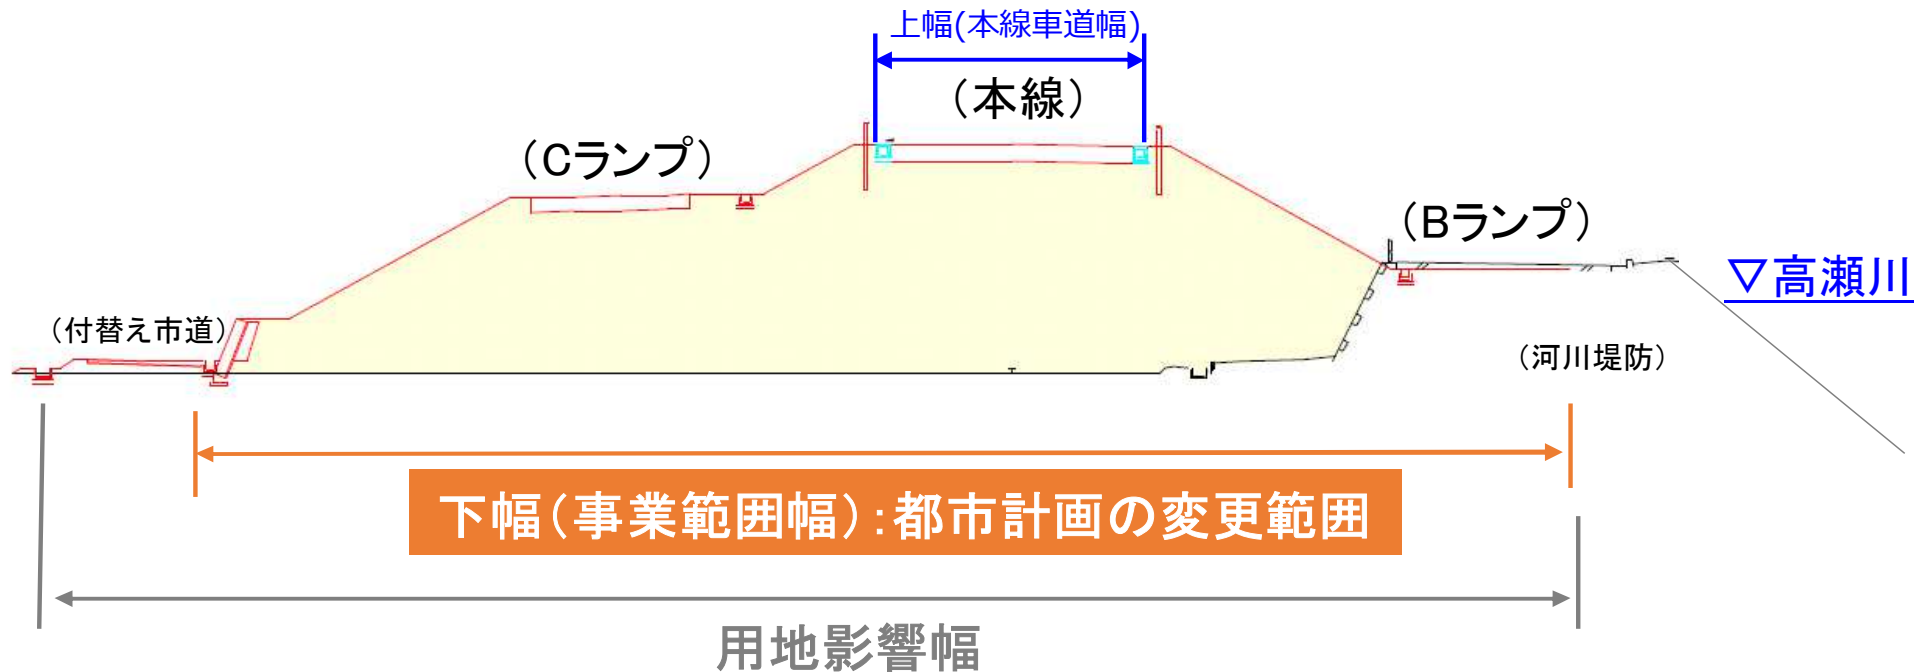 上幅(本線車道幅)
（本線）
（Cランプ）
（Bランプ）
▽高瀬川
（付替え市道）
（河川堤防）
下幅（事業範囲幅）：都市計画の変更範囲
用地影響幅